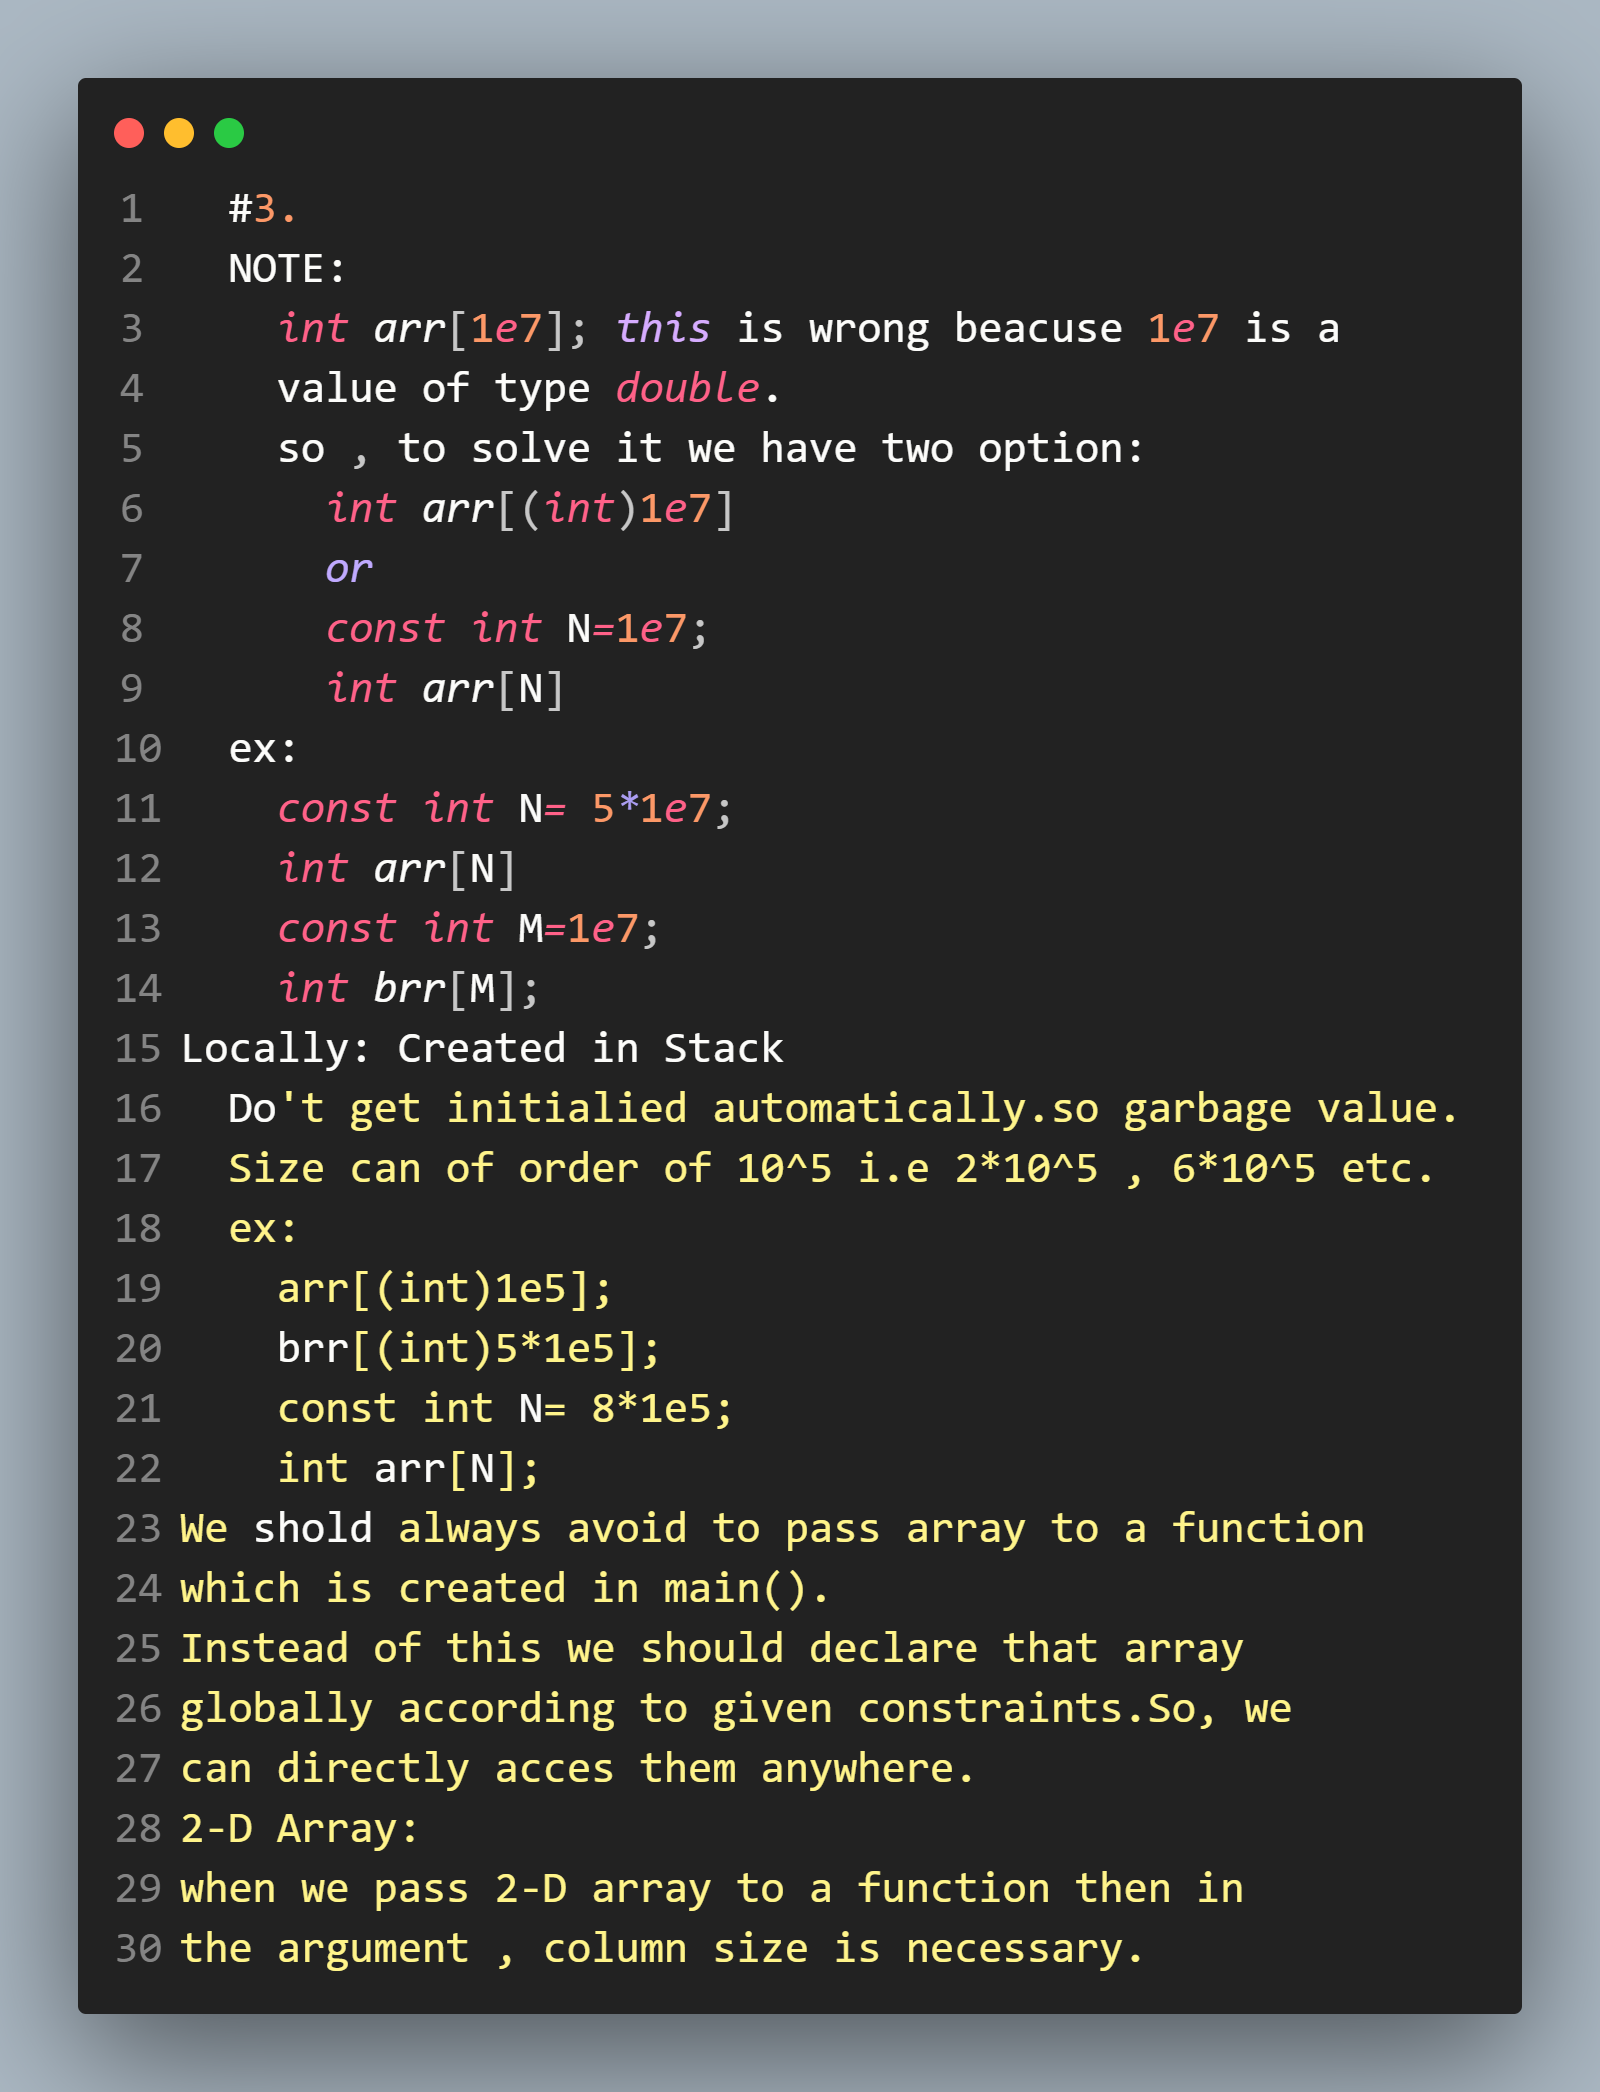 1 #3.
2 NOTE:
3 int arr[1e7]; this is wrong beacuse 1e7 is a
4 value of type double.
5 so , to solve it we have two option:
6 int arr[(int)1e7]
7 or
8 const int N=1e7;
9 int arr[N]
10 ex:
11 const int N= 5*1e7;
12 int arr[N]
13 const int M=1e7;
14 int brr[M];
15 Locally: Created in Stack
16 Do't get initialied automatically.so garbage value.
17 Size can of order of 10^5 i.e 2*10^5 , 6*10^5 etc.
18 ex:
19 arr[(int)1e5];
20 brr[(int)5*1e5];
21 const int N= 8*1e5;
22 int arr[N];
23 We shold always avoid to pass array to a function
24 which is created in main().
25 Instead of this we should declare that array
26 globally according to given constraints.So, we
27 can directly acces them anywhere.
28 2-D Array:
29 when we pass 2-D array to a function then in
30 the argument , column size is necessary.